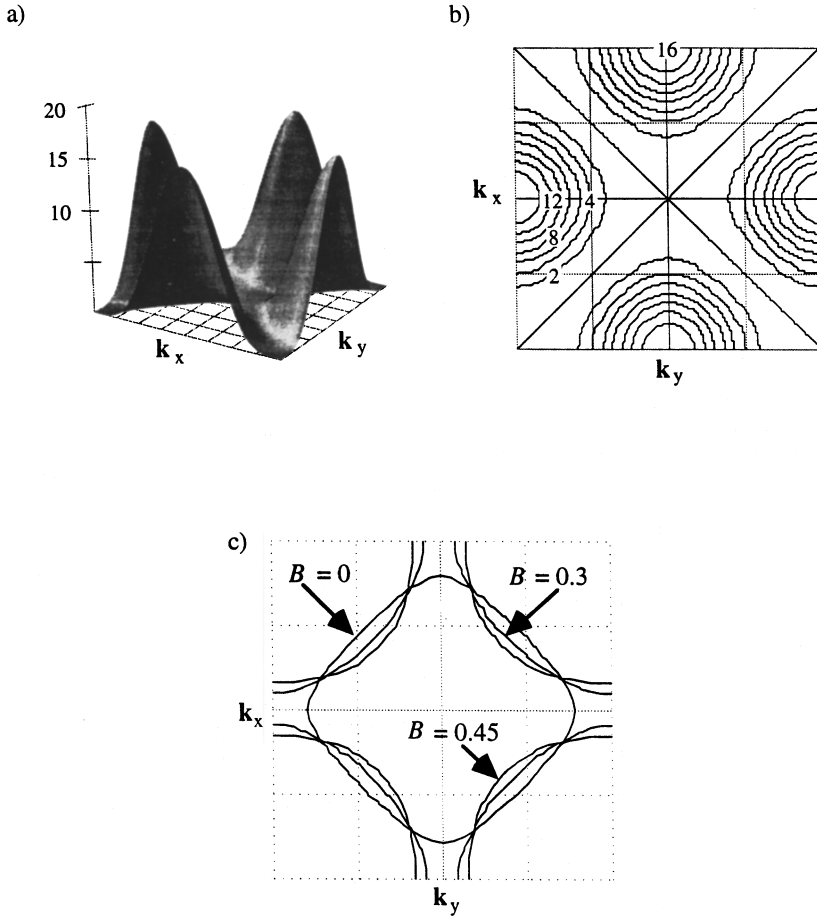 a)
20
15
10
k x
k y
b)
16
k x
12 4
8
2
k y
c)
B = 0
B = 0.3
k x
B = 0.45
k y